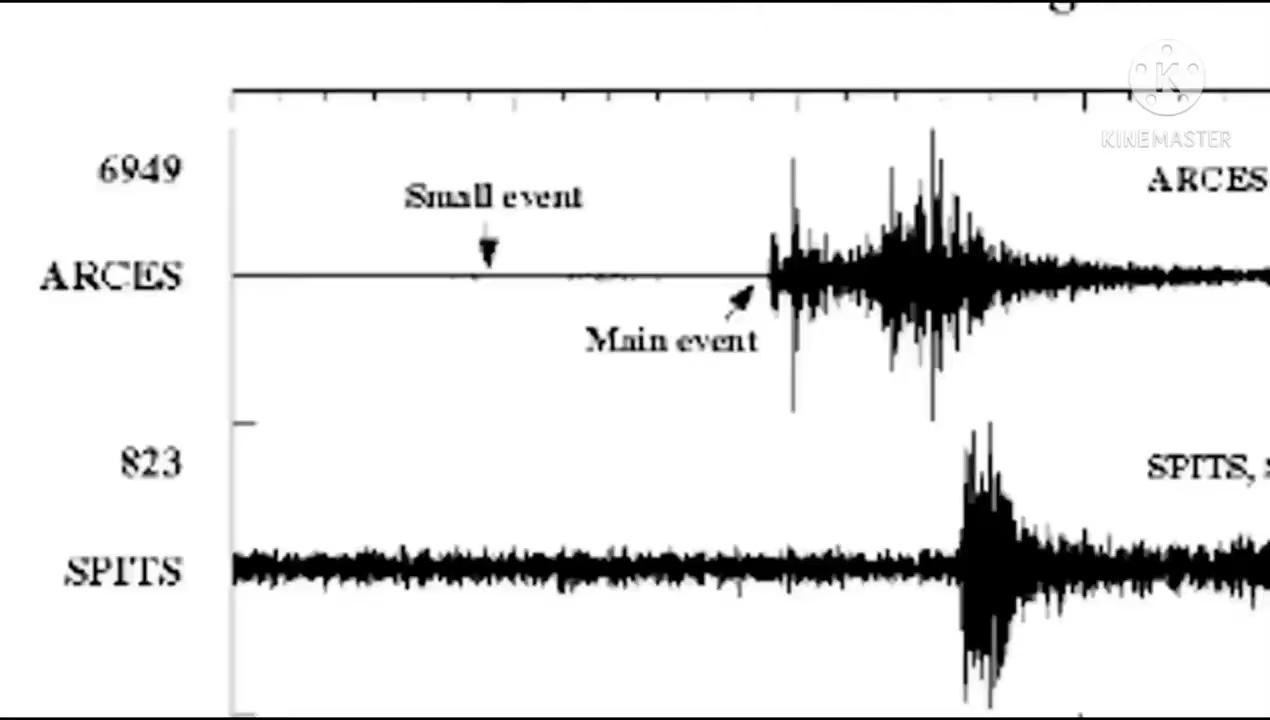 KINEMASTER
6949
ARCES
Small event
ARCES
Main event
823
SPITS,
SPITS